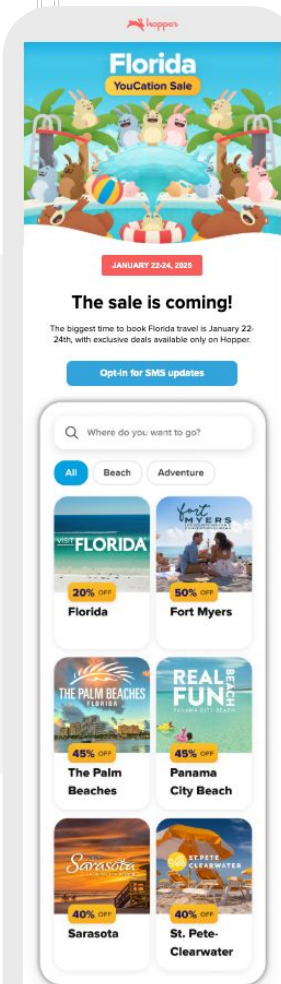 hopper
Florida
YouCation Sale
JANUARY 22-24, 2025
The sale is coming!
The biggest time to book Florida travel is January 22-
24th, with exclusive deals available only on Hopper.
Opt-in for SMS updates
Where do you want to go?
All
Beach
Adventure
VISIT FLORIDA
20% OFF
Florida
fort
MYERS
50% OFF
Fort Myers
THE PALM BEACHES
FLORIDA
45% OFF
The Palm
Beaches
REAL
FUN
BEACH
PANAMA CITY BEACH
45% OFF
Panama
City Beach
Sarasota
40% OFF
Sarasota
ST.PETE
CLEARWATER
40% OFF
St. Pete-
Clearwater